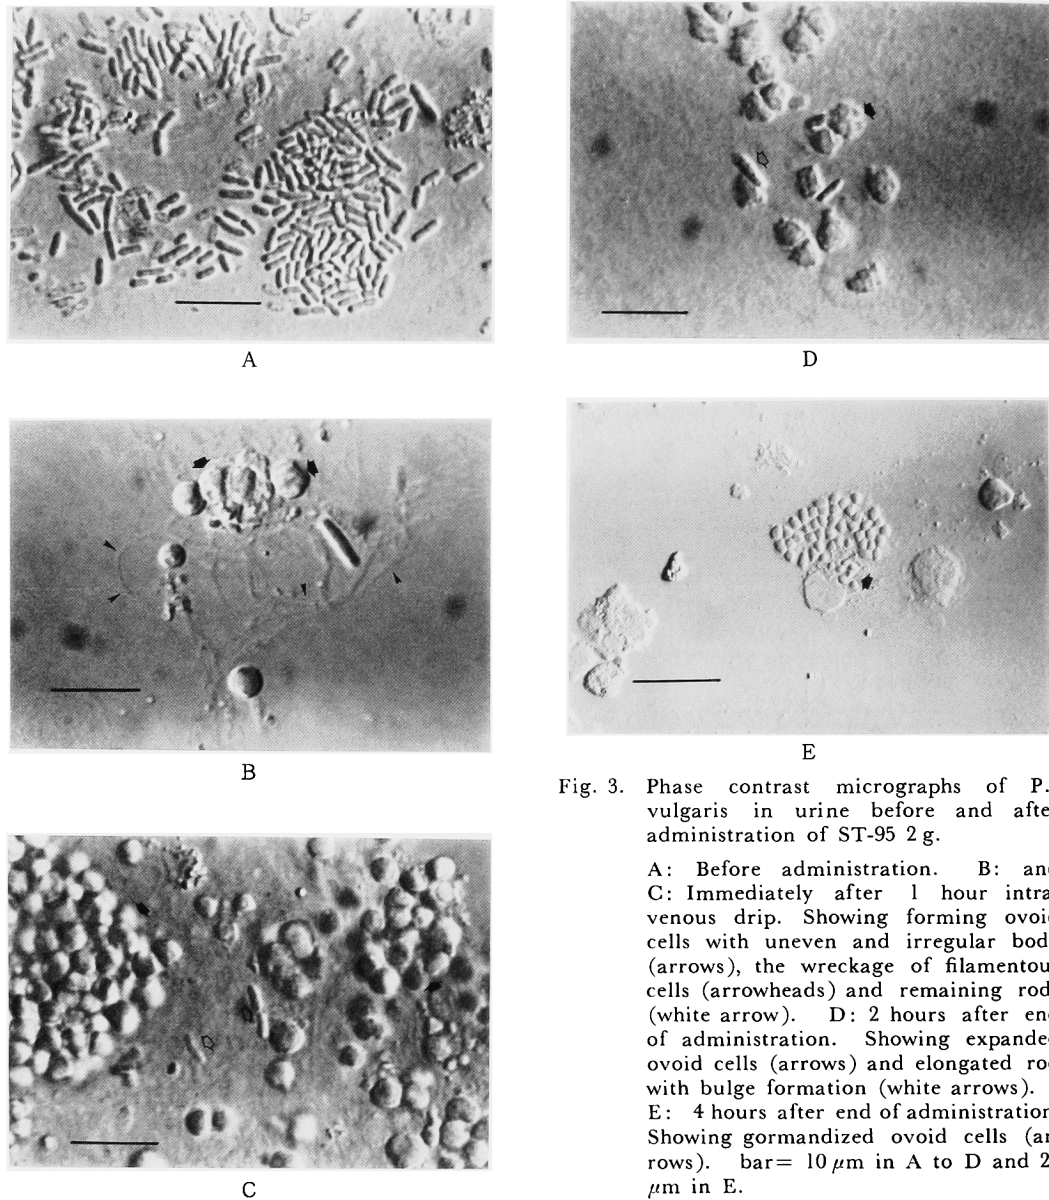 A
D
B
E
C
Fig. 3. Phase contrast micrographs of P.
vulgaris in urine before and afte
administration of ST-95 2 g.
A: Before administration. B: an
C: Immediately after 1 hour intra
venous drip. Showing forming ovoi
cells with uneven and irregular bod
(arrows), the wreckage of filamentou
cells (arrowheads) and remaining rod
(white arrow). D: 2 hours after en
of administration. Showing expande
ovoid cells (arrows) and elongated ro
with bulge formation (white arrows).
E: 4 hours after end of administration
Showing gormandized ovoid cells (ar
rows). bar= 10 μm in A to D and 2
μm in E.